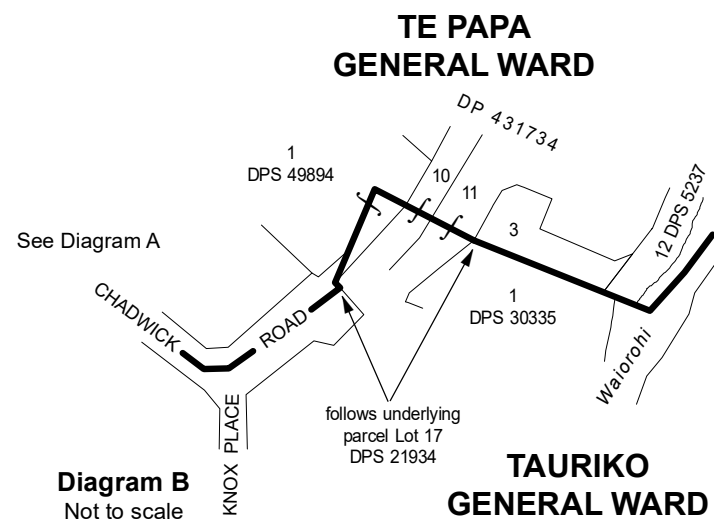 TE PAPA
GENERAL WARD
DP 431734
1
DPS 49894
10
11
3
12 DPS 5237
See Diagram A
1
DPS 30335
CHADWICK
ROAD
Waiorohi
KNOX PLACE
follows underlying
parcel Lot 17
DPS 21934
TAURIKO
GENERAL WARD
Diagram B
Not to scale